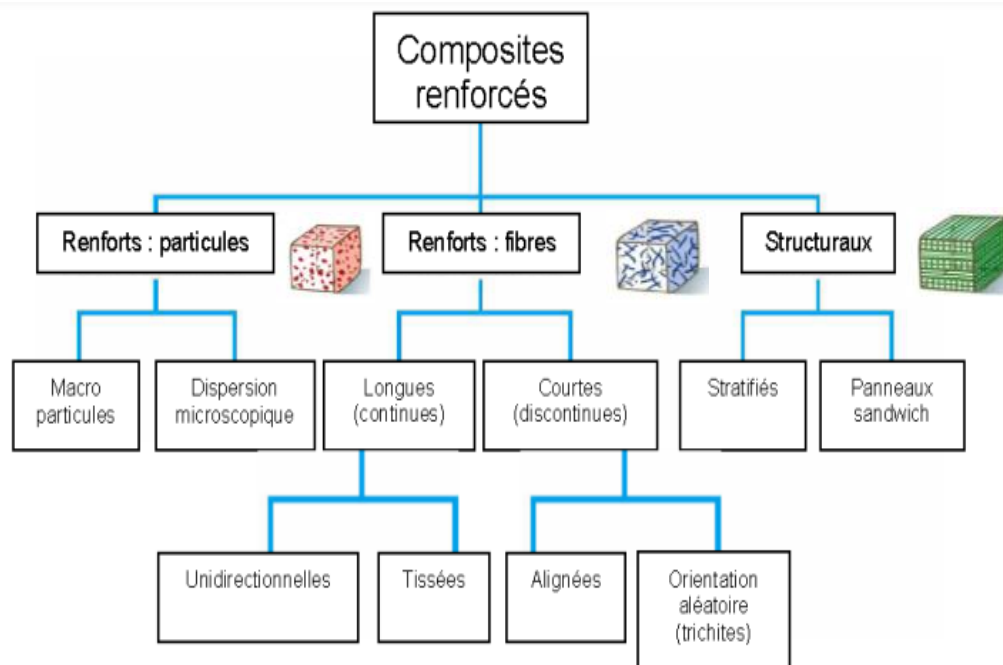 Composites
renforcés
Renforts : particules
Renforts : fibres
Structuraux
Macro
particules
Dispersion
microscopique
Longues
(continues)
Courtes
(discontinues)
Stratifiés
Panneaux
sandwich
Unidirectionnelles
Tissées
Alignées
Orientation
aléatoire
(trichites)